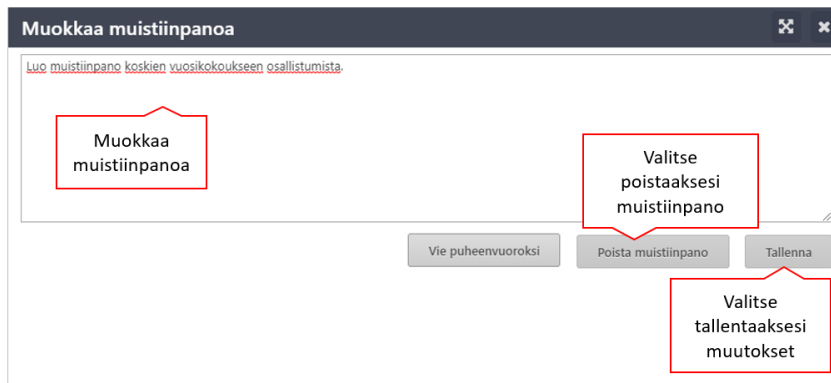 Muokkaa muistiinpanoa
Luo muistiinpano koskien vuosikokoukseen osallistumista.
Muokkaa
muistiinpanoa
Valitse
poistaaksesi
muistiinpano
Vie puheenvuoroksi
Poista muistiinpano
Tallenna
Valitse
tallentaaksesi
muutokset